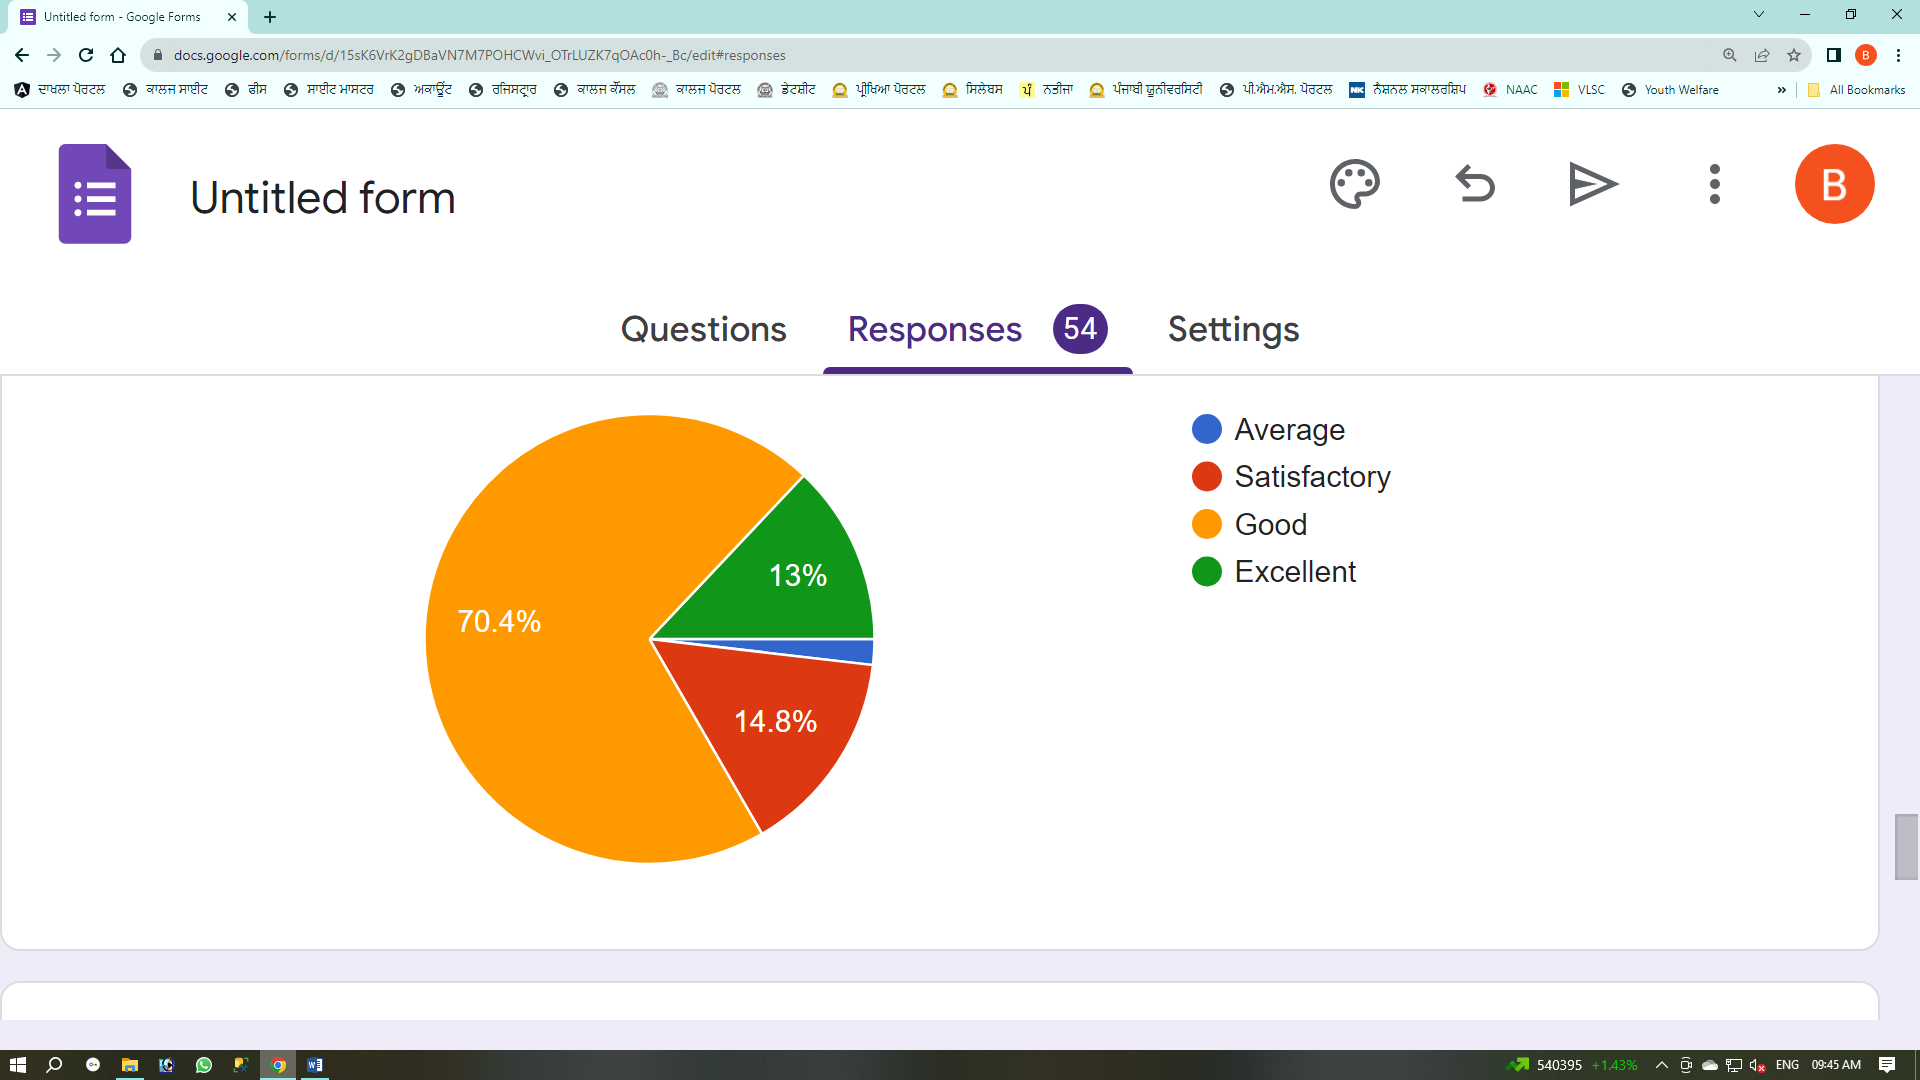 Untitled form - Google Forms
docs.google.com/forms/d/15sK6VrK2gDBaVN7M7POHCWvi_OTrLUZK7qOAc0h-_Bc/edit#responses
ਦਾਖਲਾ ਪੋਰਟਲ ਕਾਲਜ ਸਾਈਟ ਫੀਸ ਸਾਈਟ ਮਾਸਟਰ ਅਕਾਊਂਟ ਰਜਿਸਟ੍ਰਾਰ ਕਾਲਜ ਕੌਂਸਲ ਕਾਲਜ ਪੋਰਟਲ ਡੇਟਸ਼ੀਟ ਪ੍ਰੀਖਿਆ ਪੋਰਟਲ ਸਿਲੇਬਸ ਨਤੀਜਾ ਪੰਜਾਬੀ ਯੂਨੀਵਰਸਿਟੀ ਪੀ.ਐਮ.ਐਸ. ਪੋਰਟਲ ਨੈਸ਼ਨਲ ਸਕਾਲਰਸ਼ਿਪ NAAC VLSC Youth Welfare » All Bookmarks
Untitled form
B
Questions Responses 54 Settings
Average
Satisfactory
Good
Excellent
13%
70.4%
14.8%
540395 +1.43% ENG 09:45 AM